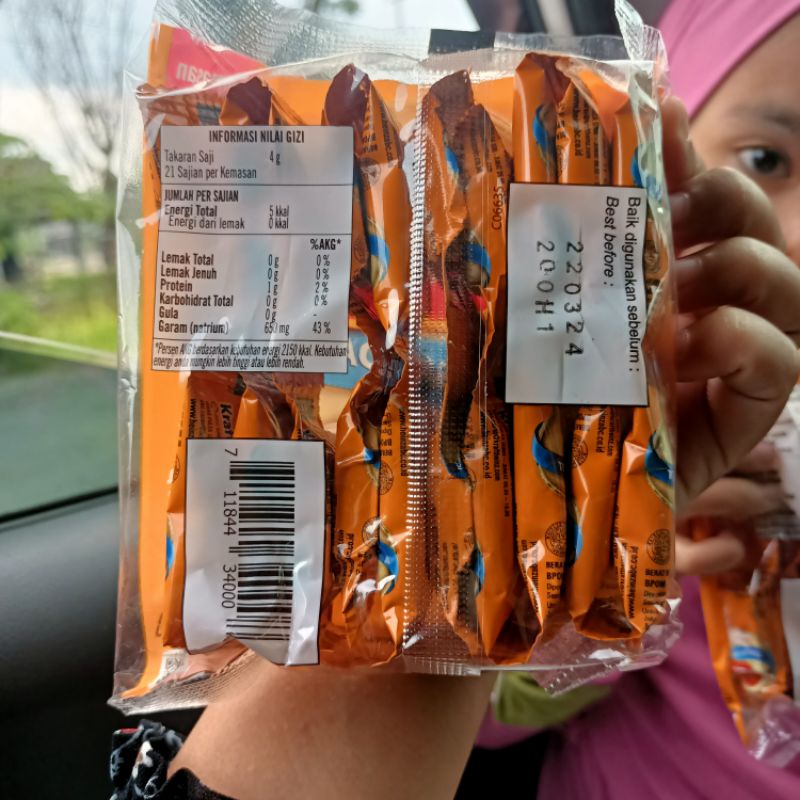 INFORMASI NILAI GIZI
Takaran Saji 4 g
21 Sajian per Kemasan
JUMLAH PER SAJIAN
Energi Total 5 kkal
Energi dari lemak 0 kkal
%AKG*
Lemak Total 0 g 0%
Lemak Jenuh 0 g 0%
Protein 1 g 2%
Karbohidrat Total 0 g 0%
Gula 0 g -
Garam (natrium) 650 mg 43 %
*Persen AKG berdasarkan kebutuhan energi 2150 kkal. Kebutuhan
energi anda mungkin lebih tinggi atau lebih rendah.
Baik digunakan sebelum :
Best before :
220324
200H1
C09635
7 11844 34000